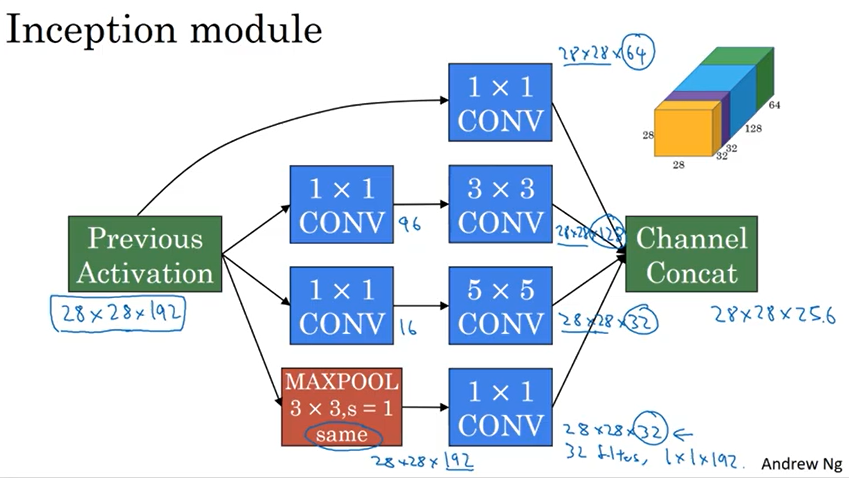 Inception module
28×28×64
1 × 1
CONV
28
28
32
32
128
64
1 × 1
CONV
96
3 × 3
CONV
28×28×128
Previous
Activation
28×28×192
Channel
Concat
28×28×256
1 × 1
CONV
16
5 × 5
CONV
28×28×32
MAXPOOL
3 × 3,s = 1
same
28×28×192
1 × 1
CONV
28×28×32 ←
32 filters, 1×1×192.
Andrew Ng